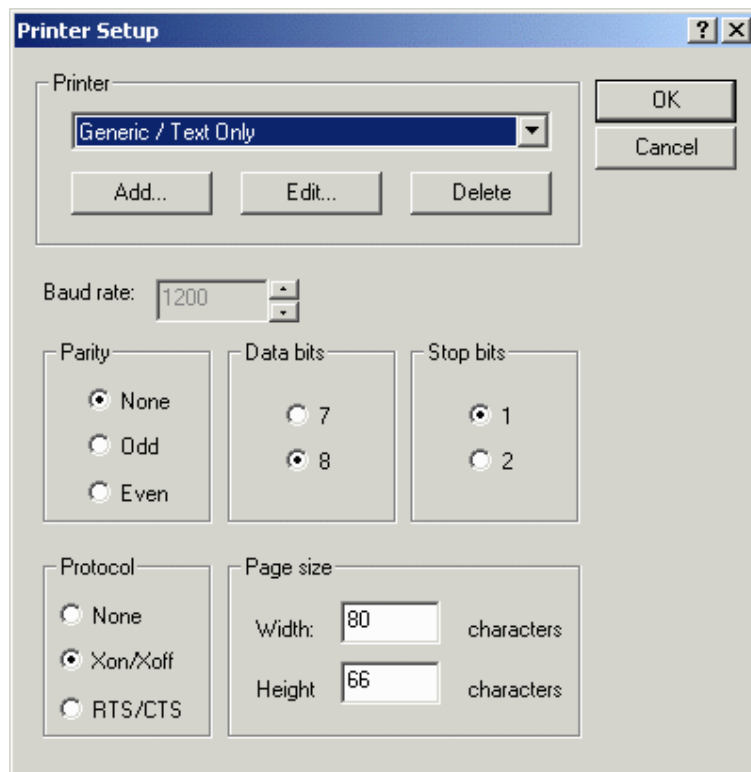 Printer Setup
Printer
Generic / Text Only
Add... Edit... Delete
OK
Cancel
Baud rate: 1200
Parity
None
Odd
Even
Data bits
7
8
Stop bits
1
2
Protocol
None
Xon/Xoff
RTS/CTS
Page size
Width: 80 characters
Height 66 characters